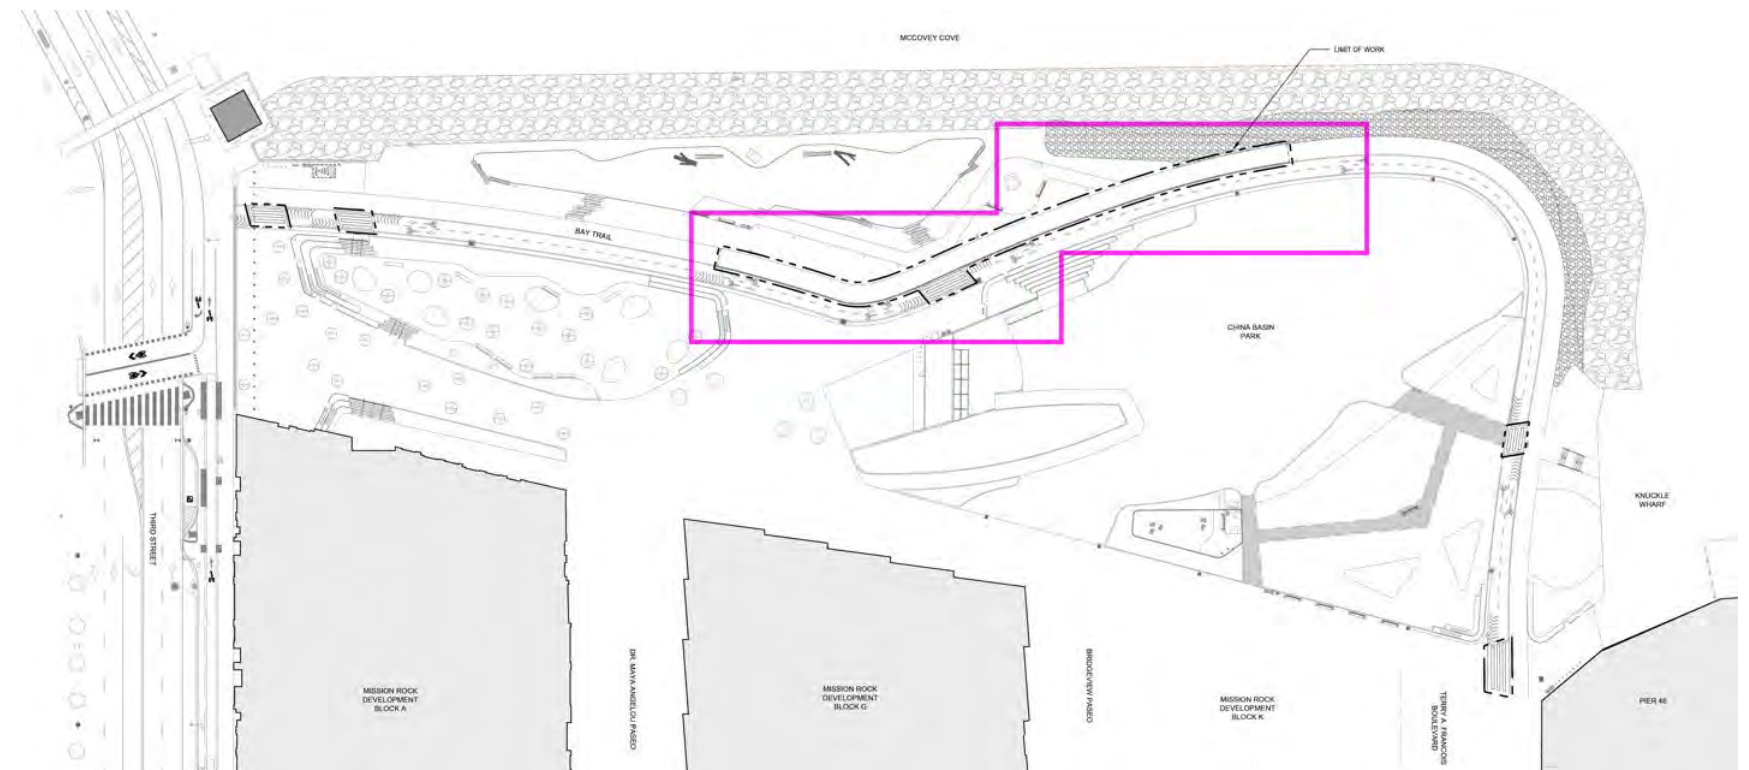 MCCOVEY COVE
LIMIT OF WORK
BAY TRAIL
CHINA BASIN
PARK
KNUCKLE
WHARF
THIRD STREET
MISSION ROCK
DEVELOPMENT
BLOCK A
DR. MAYA ANGELOU PASEO
MISSION ROCK
DEVELOPMENT
BLOCK G
BRIDGEVIEW PASEO
MISSION ROCK
DEVELOPMENT
BLOCK K
TERRY A. FRANCOIS
BOULEVARD
PIER 48